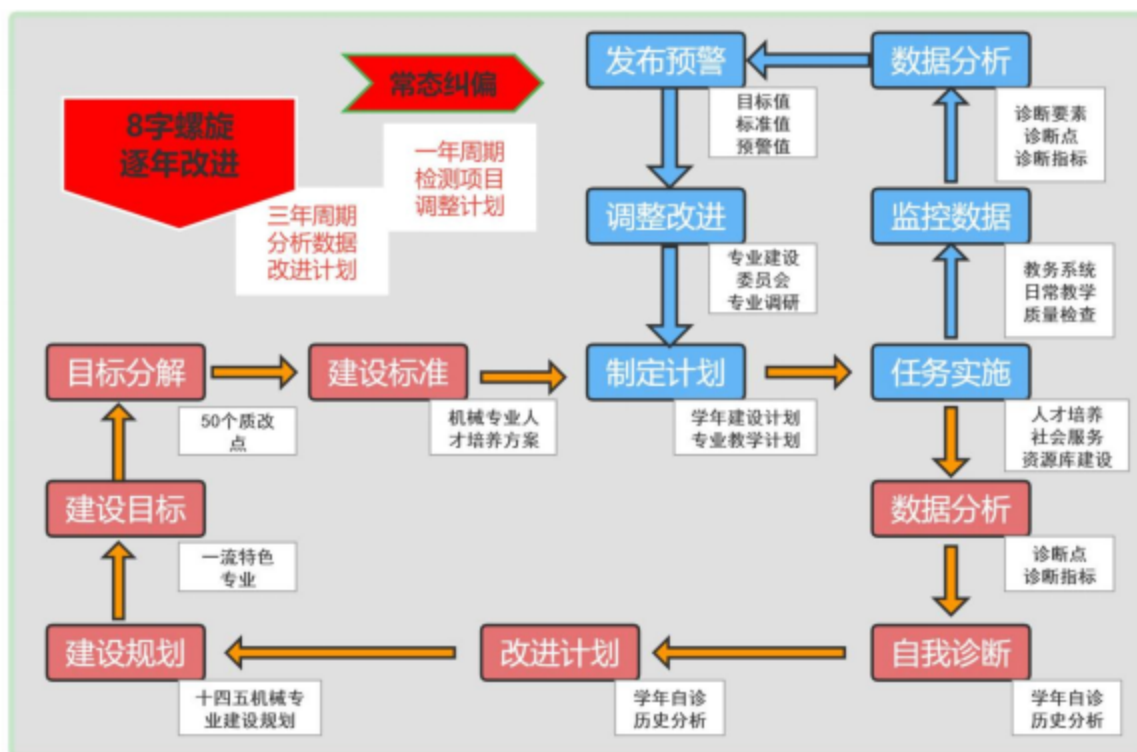 发布预警
数据分析
常态纠偏
目标值
标准值
预警值
诊断要素
诊断点
诊断指标
8字螺旋
逐年改进
一年周期
检测项目
调整计划
三年周期
分析数据
改进计划
调整改进
监控数据
专业建设
委员会
专业调研
教务系统
日常教学
质量检查
目标分解
建设标准
制定计划
任务实施
50个质改
点
机械专业人
才培养方案
学年建设计划
专业教学计划
人才培养
社会服务
资源库建设
建设目标
数据分析
一流特色
专业
诊断点
诊断指标
建设规划
改进计划
自我诊断
十四五机械专
业建设规划
学年自诊
历史分析
学年自诊
历史分析